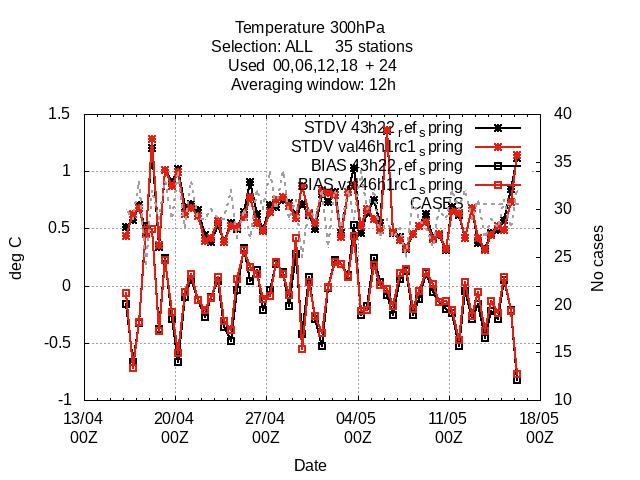 Temperature 300hPa
Selection: ALL     35 stations
Used  00,06,12,18  + 24
Averaging window: 12h
STDV 43h22_ref_spring
STDV val46h1rc1_spring
BIAS 43h22_ref_spring
BIAS val46h1rc1_spring
CASES
1.5
1
0.5
0
-0.5
-1
deg C
40
35
30
25
20
15
10
No cases
13/04 20/04 27/04 04/05 11/05 18/05
00Z 00Z 00Z 00Z 00Z 00Z
Date